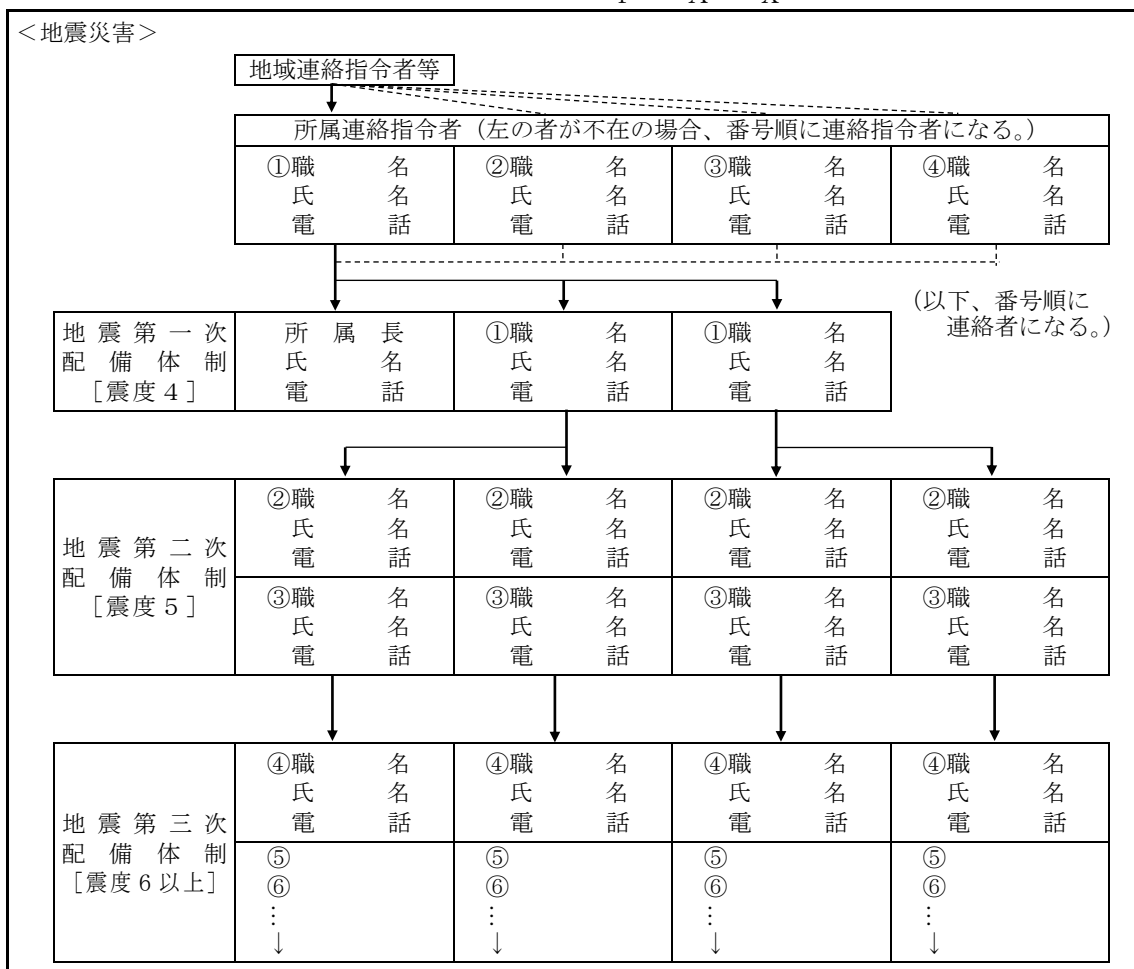 <地震災害>
地域連絡指令者等
所属連絡指令者（左の者が不在の場合、番号順に連絡指令者になる。）
①職 名 ②職 名 ③職 名 ④職 名
氏 名 氏 名 氏 名 氏 名
電 話 電 話 電 話 電 話
（以下、番号順に
連絡者になる。）
地震第一次 所属長 ①職 名 ①職 名
配備体制 氏 名 氏 名 氏 名
［震度４］ 電 話 電 話 電 話
②職 名 ②職 名 ②職 名 ②職 名
氏 名 氏 名 氏 名 氏 名
電 話 電 話 電 話 電 話
地震第二次
配備体制
［震度５］
③職 名 ③職 名 ③職 名 ③職 名
氏 名 氏 名 氏 名 氏 名
電 話 電 話 電 話 電 話
④職 名 ④職 名 ④職 名 ④職 名
氏 名 氏 名 氏 名 氏 名
電 話 電 話 電 話 電 話
地震第三次
配備体制
［震度６以上］
⑤ ⑤ ⑤ ⑤
⑥ ⑥ ⑥ ⑥
… … … …
↓ ↓ ↓ ↓